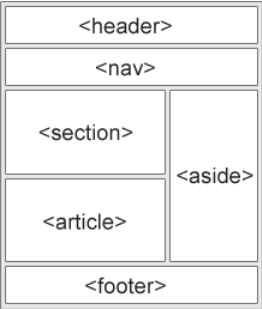 <header>
<nav>
<section>
<aside>
<article>
<footer>